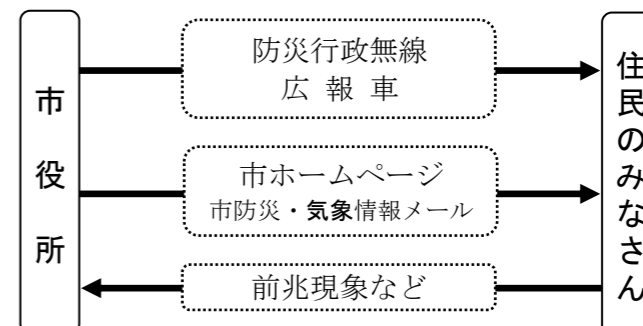 市役所
防災行政無線
広報車
市ホームページ
市防災・気象情報メール
前兆現象など
住民のみなさん